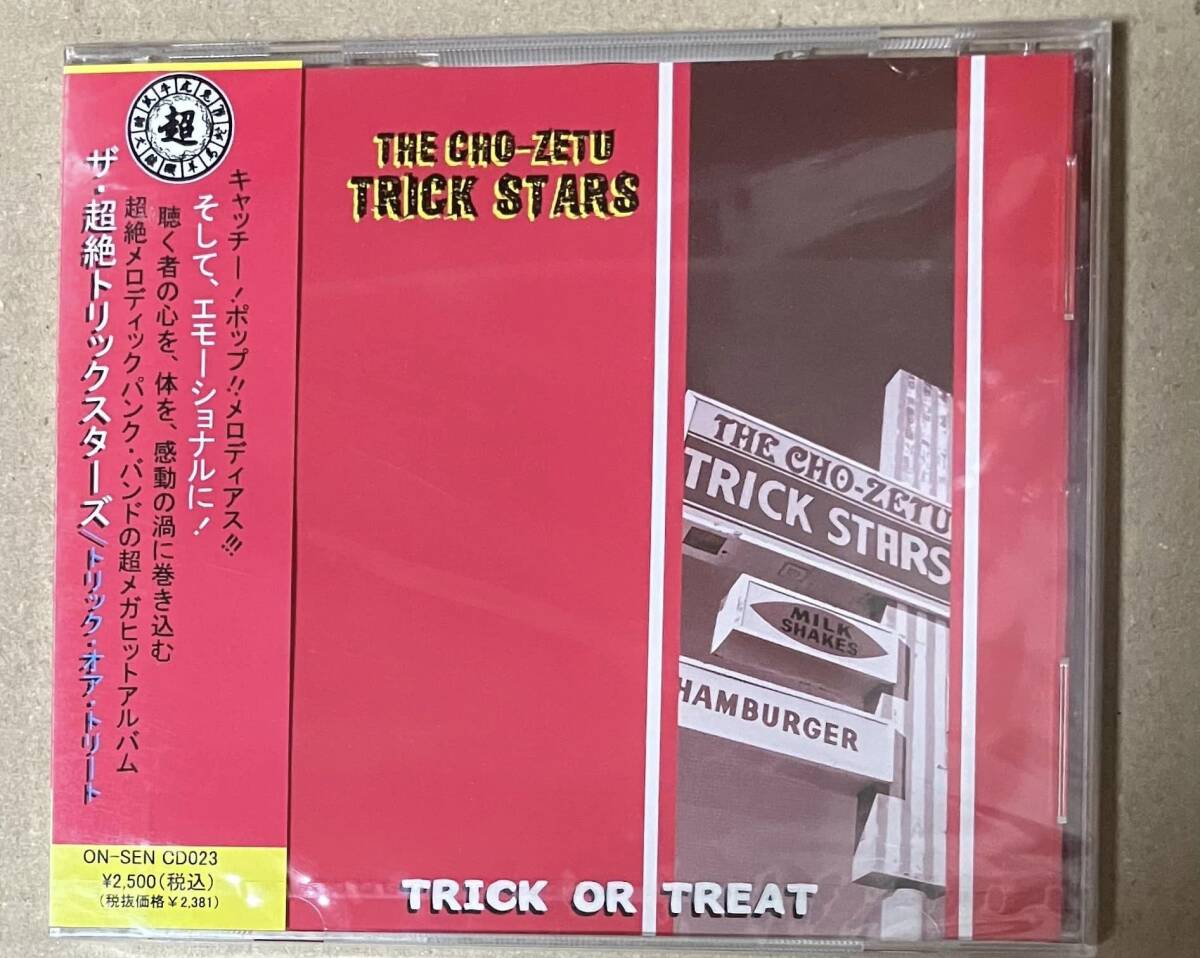 超
キャッチー!ポップ!!メロディアス!!!
そして、エモーショナルに!
聴く者の心を、体を、感動の渦に巻き込む
超絶メロディックパンク・バンドの超メガヒットアルバム
ザ・超絶トリックスターズ/トリック・オア・トリート
ON-SEN CD023
¥2,500(税込)
(税抜価格¥2,381)
THE CHO-ZETU
TRICK STARS
THE CHO-ZETU
TRICK STARS
MILK
SHAKES
HAMBURGER
TRICK OR TREAT